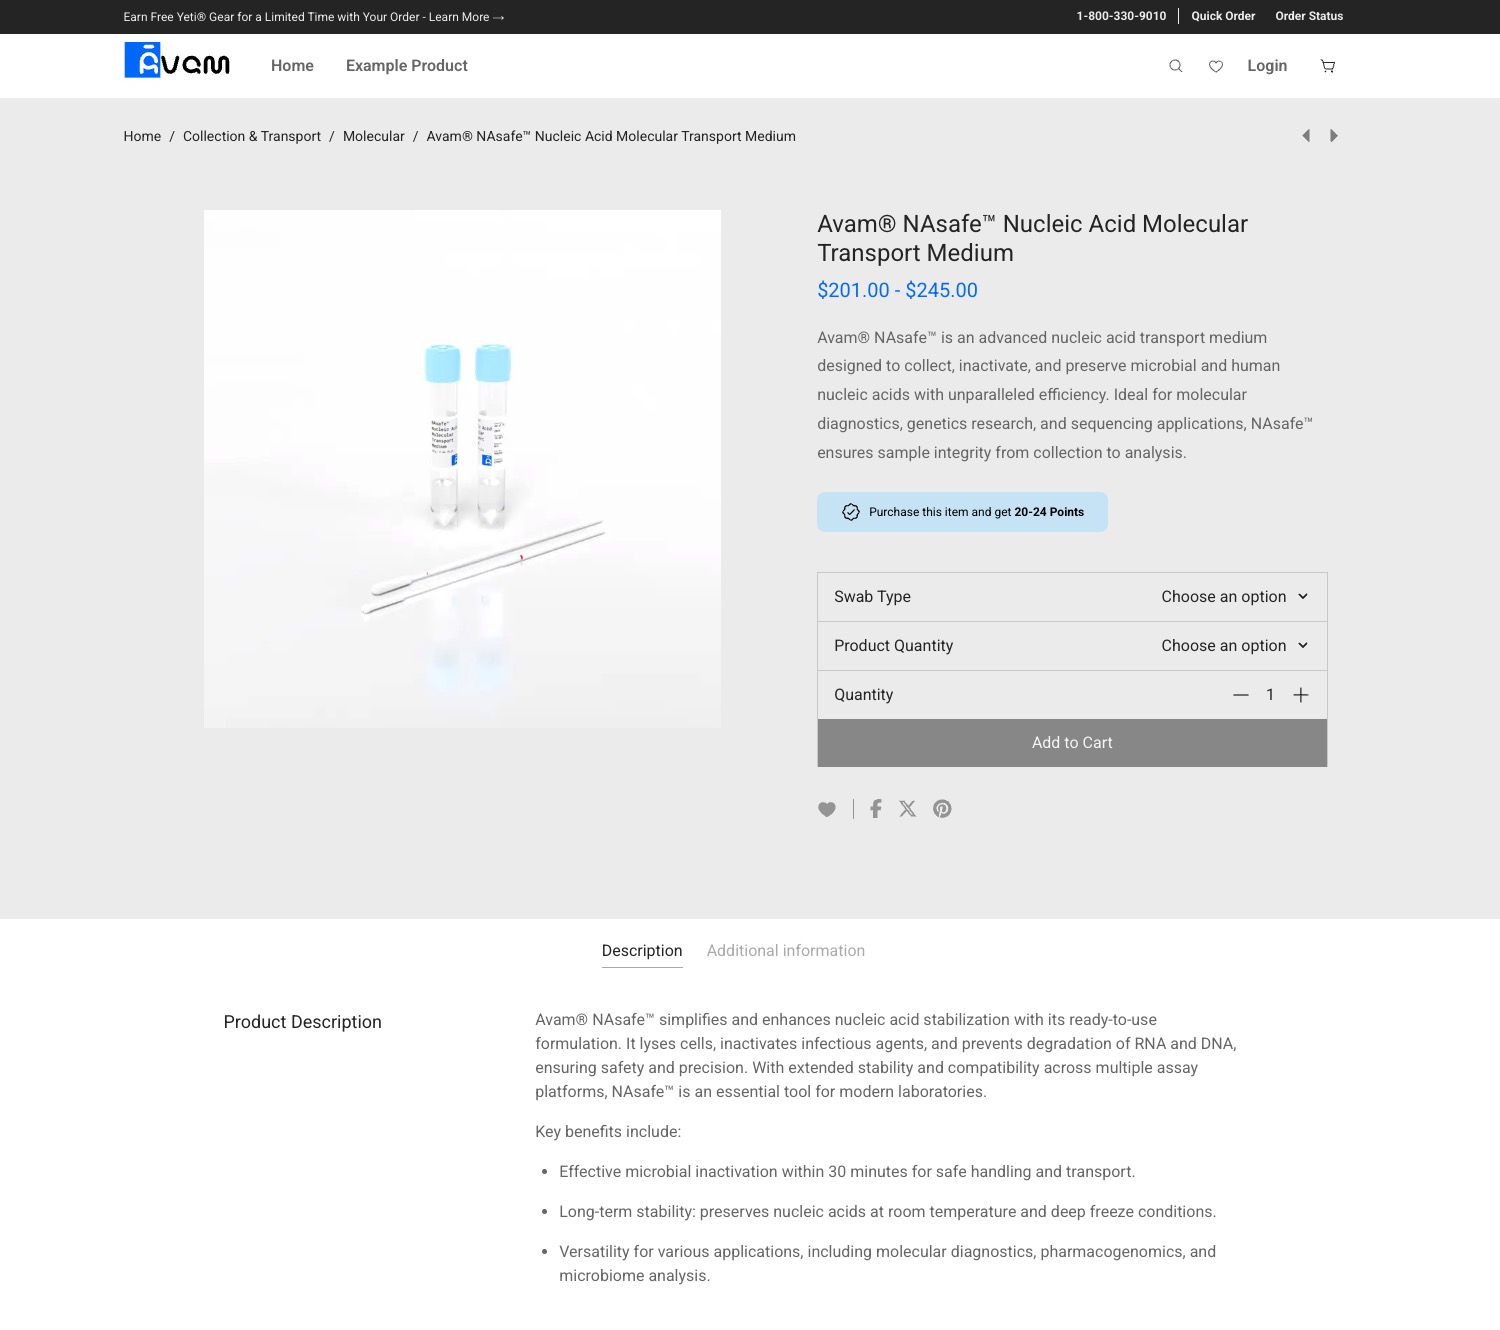 Earn Free Yeti® Gear for a Limited Time with Your Order - Learn More →
1-800-330-9010
Quick Order
Order Status
Avam
Home
Example Product
Login
Home / Collection & Transport / Molecular / Avam® NAsafe™ Nucleic Acid Molecular Transport Medium
NAsafe™
Nucleic Acid
Molecular
Transport
Medium
Avam® NAsafe™ Nucleic Acid Molecular
Transport Medium
$201.00 - $245.00
Avam® NAsafe™ is an advanced nucleic acid transport medium
designed to collect, inactivate, and preserve microbial and human
nucleic acids with unparalleled efficiency. Ideal for molecular
diagnostics, genetics research, and sequencing applications, NAsafe™
ensures sample integrity from collection to analysis.
Purchase this item and get 20-24 Points
Swab Type Choose an option
Product Quantity Choose an option
Quantity — 1 +
Add to Cart
Description
Additional information
Product Description
Avam® NAsafe™ simplifies and enhances nucleic acid stabilization with its ready-to-use
formulation. It lyses cells, inactivates infectious agents, and prevents degradation of RNA and DNA,
ensuring safety and precision. With extended stability and compatibility across multiple assay
platforms, NAsafe™ is an essential tool for modern laboratories.
Key benefits include:
• Effective microbial inactivation within 30 minutes for safe handling and transport.
• Long-term stability: preserves nucleic acids at room temperature and deep freeze conditions.
• Versatility for various applications, including molecular diagnostics, pharmacogenomics, and
microbiome analysis.